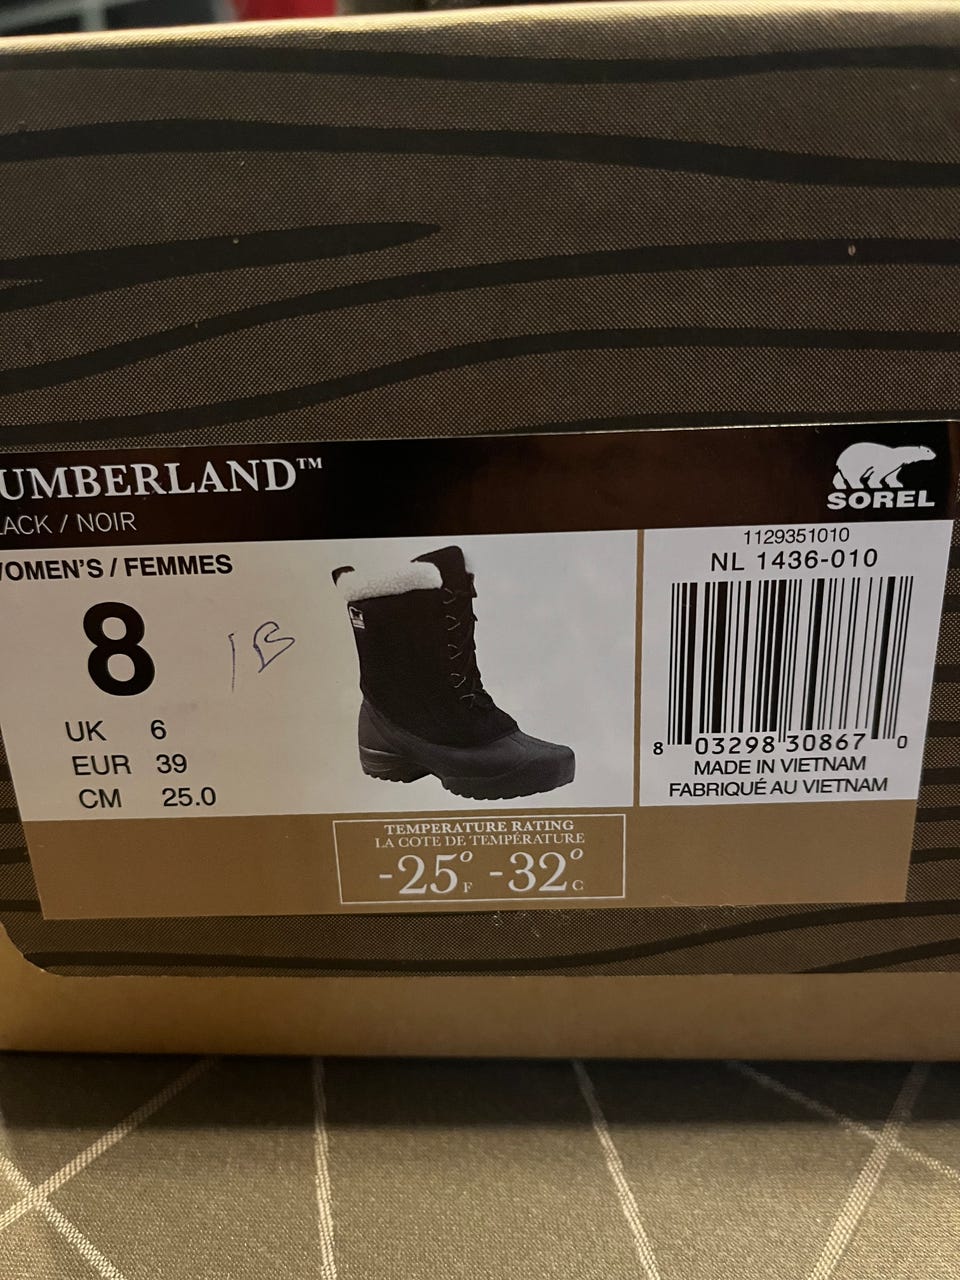 UMBERLAND™
LACK / NOIR
WOMEN'S / FEMMES
8
1B
UK 6
EUR 39
CM 25.0
SOREL
1129351010
NL 1436-010
8 03298 30867 0
MADE IN VIETNAM
FABRIQUÉ AU VIETNAM
TEMPERATURE RATING
LA COTE DE TEMPÉRATURE
-25°F -32°C